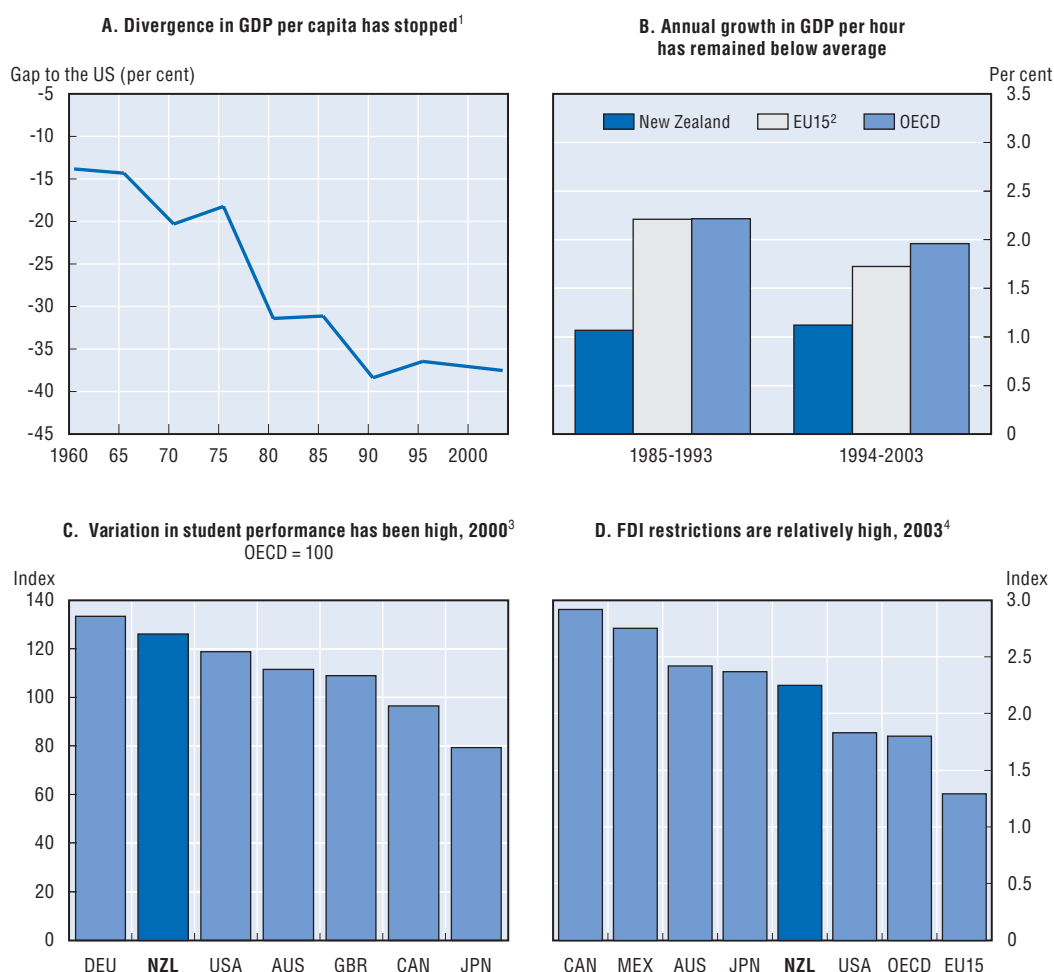 A. Divergence in GDP per capita has stopped¹
Gap to the US (per cent)
-5
-10
-15
-20
-25
-30
-35
-40
-45
1960 65 70 75 80 85 90 95 2000
B. Annual growth in GDP per hour
has remained below average
Per cent
New Zealand EU15² OECD
3.5
3.0
2.5
2.0
1.5
1.0
0.5
0
1985-1993 1994-2003
C. Variation in student performance has been high, 2000³
OECD = 100
Index
140
120
100
80
60
40
20
0
DEU NZL USA AUS GBR CAN JPN
D. FDI restrictions are relatively high, 2003⁴
Index
3.0
2.5
2.0
1.5
1.0
0.5
0
CAN MEX AUS JPN NZL USA OECD EU15